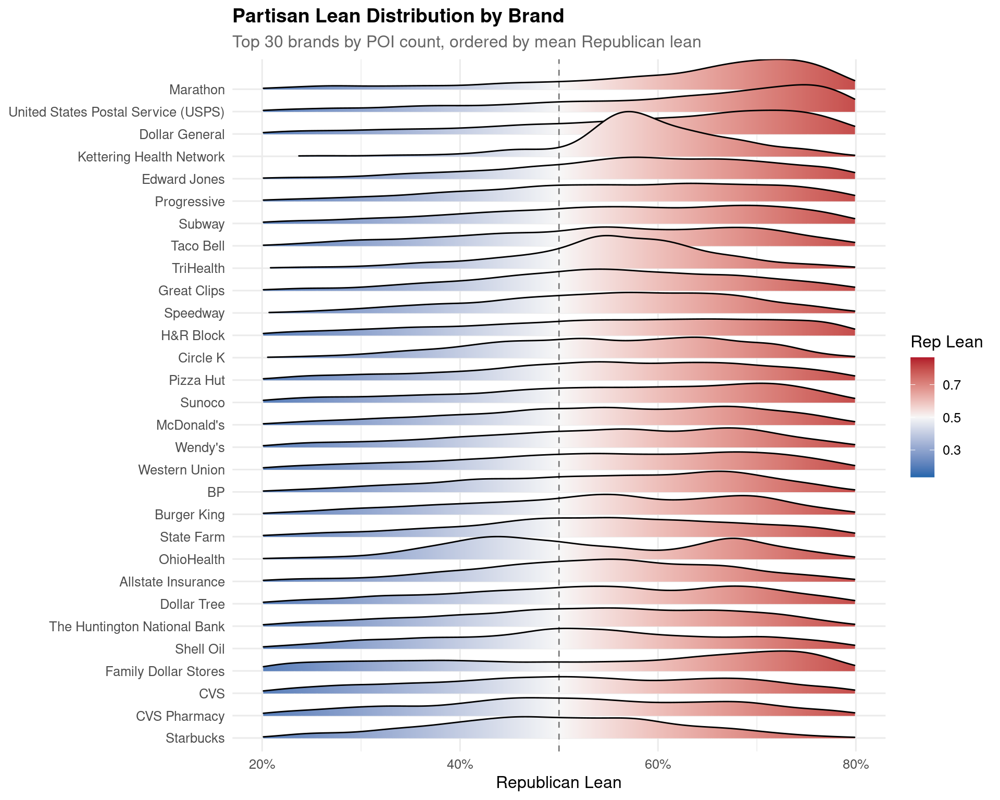 Partisan Lean Distribution by Brand
Top 30 brands by POI count, ordered by mean Republican lean
Marathon
United States Postal Service (USPS)
Dollar General
Kettering Health Network
Edward Jones
Progressive
Subway
Taco Bell
TriHealth
Great Clips
Speedway
H&R Block
Circle K
Pizza Hut
Sunoco
McDonald's
Wendy's
Western Union
BP
Burger King
State Farm
OhioHealth
Allstate Insurance
Dollar Tree
The Huntington National Bank
Shell Oil
Family Dollar Stores
CVS
CVS Pharmacy
Starbucks
20%
40%
60%
80%
Republican Lean
Rep Lean
0.7
0.5
0.3